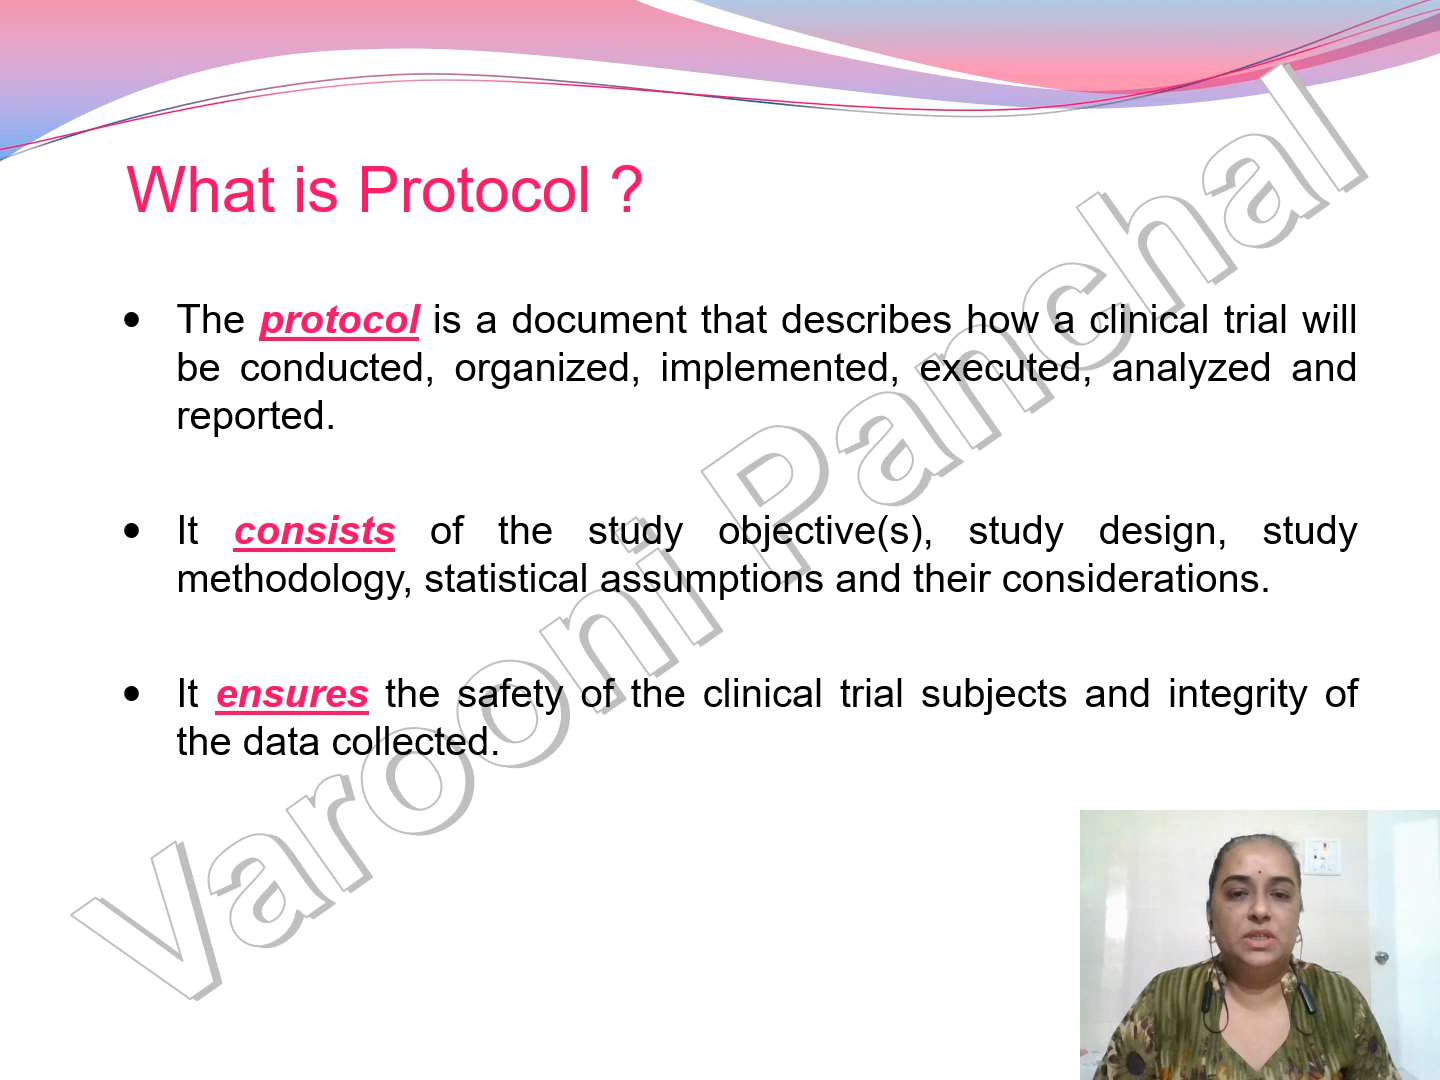 What is Protocol ?
• The protocol is a document that describes how a clinical trial will
be conducted, organized, implemented, executed, analyzed and
reported.
• It consists of the study objective(s), study design, study
methodology, statistical assumptions and their considerations.
• It ensures the safety of the clinical trial subjects and integrity of
the data collected.
Varooni Panchal